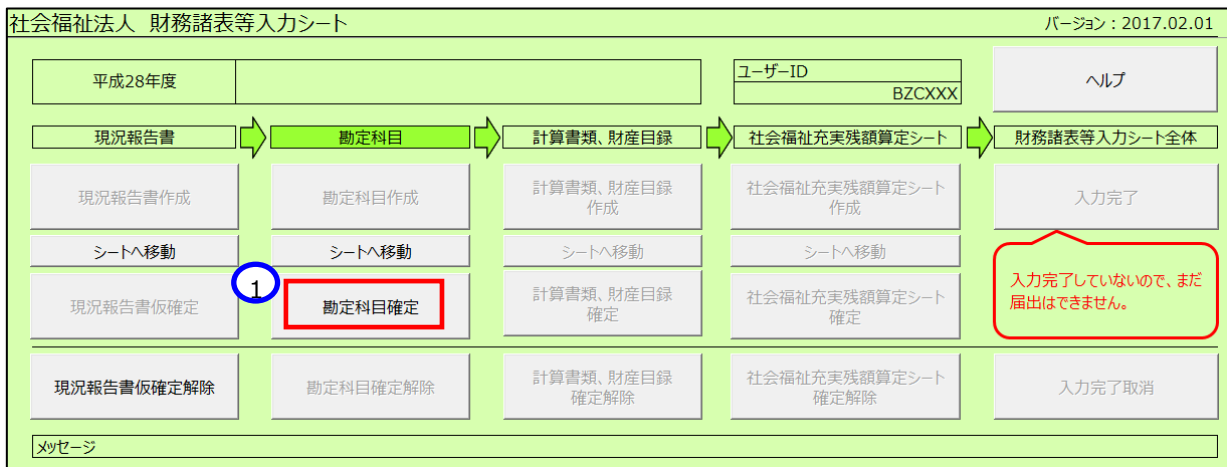 社会福祉法人 財務諸表等入力シート
バージョン：2017.02.01
平成28年度
ユーザーID
BZCXXX
ヘルプ
現況報告書
勘定科目
計算書類、財産目録
社会福祉充実残額算定シート
財務諸表等入力シート全体
現況報告書作成
勘定科目作成
計算書類、財産目録
作成
社会福祉充実残額算定シート
作成
入力完了
シートへ移動
シートへ移動
シートへ移動
シートへ移動
現況報告書仮確定
1
勘定科目確定
計算書類、財産目録
確定
社会福祉充実残額算定シート
確定
入力完了していないので、まだ
届出はできません。
現況報告書仮確定解除
勘定科目確定解除
計算書類、財産目録
確定解除
社会福祉充実残額算定シート
確定解除
入力完了取消
メッセージ